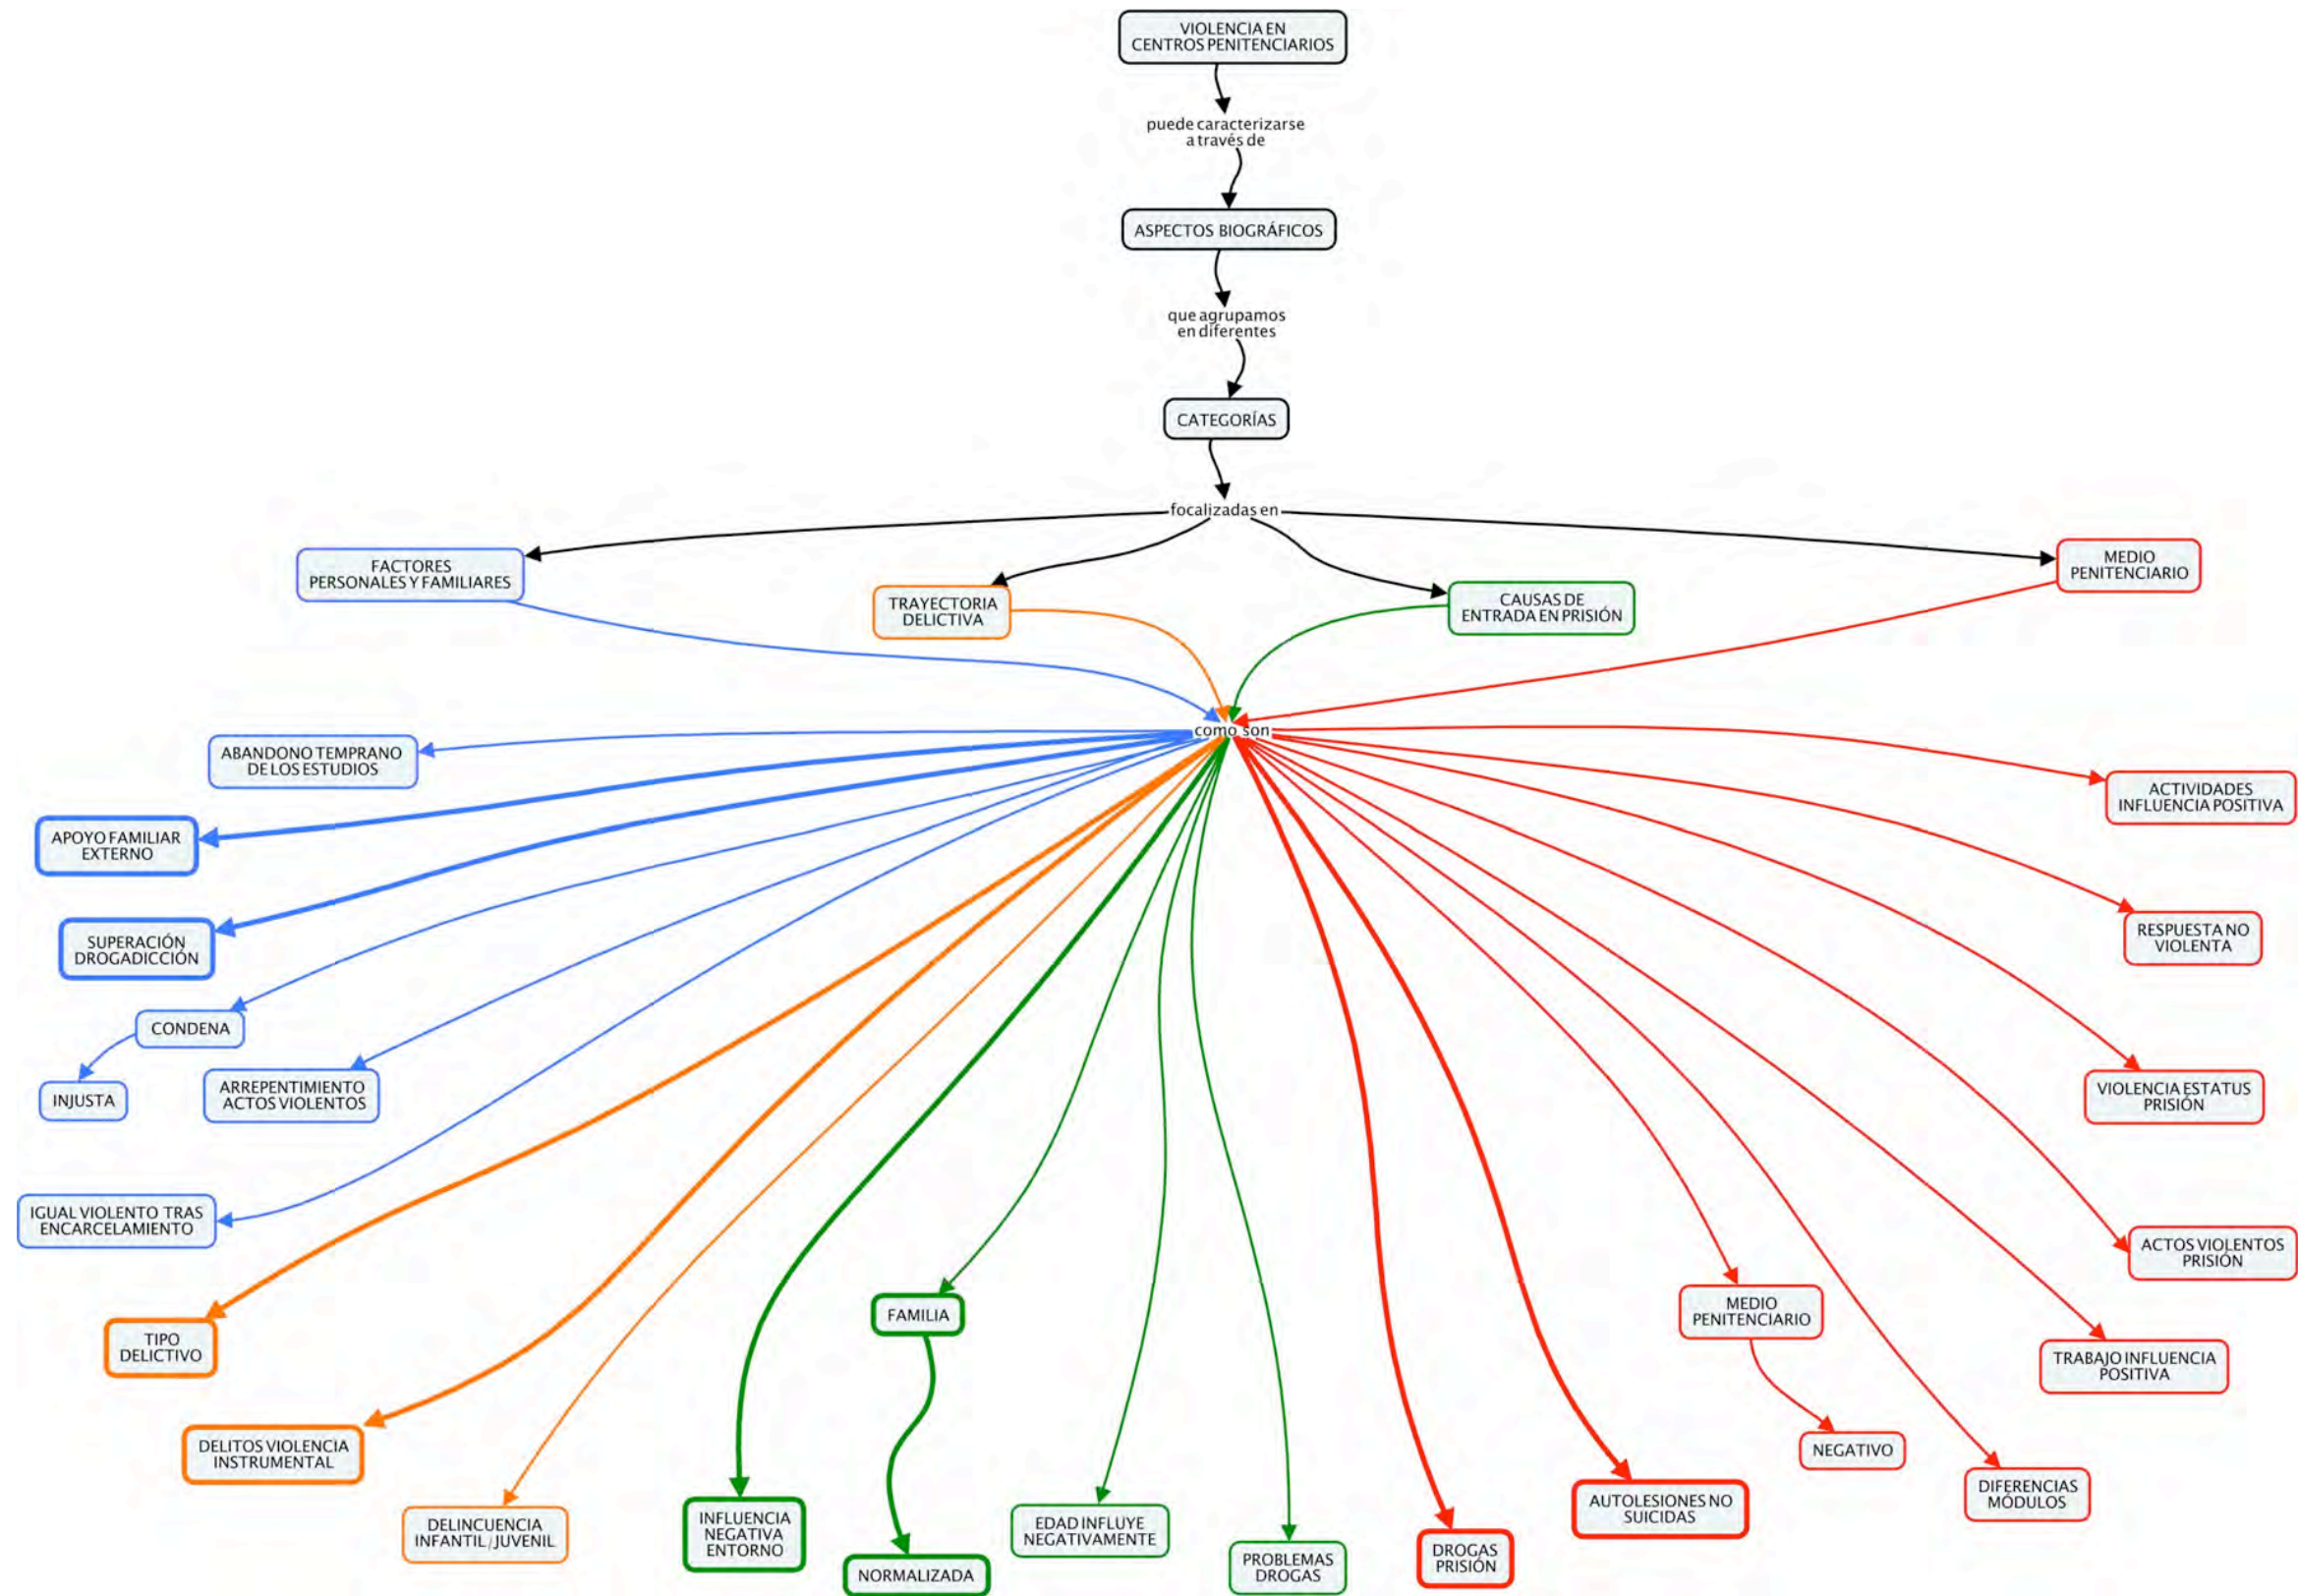 VIOLENCIA EN
CENTROS PENITENCIARIOS
puede caracterizarse
a través de
ASPECTOS BIOGRÁFICOS
que agrupamos
en diferentes
CATEGORÍAS
focalizadas en
FACTORES
PERSONALES Y FAMILIARES
TRAYECTORIA
DELICTIVA
CAUSAS DE
ENTRADA EN PRISIÓN
MEDIO
PENITENCIARIO
como son
ABANDONO TEMPRANO
DE LOS ESTUDIOS
APOYO FAMILIAR
EXTERNO
SUPERACIÓN
DROGADICCIÓN
CONDENA
INJUSTA
ARREPENTIMIENTO
ACTOS VIOLENTOS
IGUAL VIOLENTO TRAS
ENCARCELAMIENTO
TIPO
DELICTIVO
DELITOS VIOLENCIA
INSTRUMENTAL
DELINCUENCIA
INFANTIL/JUVENIL
INFLUENCIA
NEGATIVA
ENTORNO
FAMILIA
NORMALIZADA
EDAD INFLUYE
NEGATIVAMENTE
PROBLEMAS
DROGAS
DROGAS
PRISIÓN
AUTOLESIONES NO
SUICIDAS
MEDIO
PENITENCIARIO
NEGATIVO
DIFERENCIAS
MÓDULOS
TRABAJO INFLUENCIA
POSITIVA
ACTOS VIOLENTOS
PRISIÓN
VIOLENCIA ESTATUS
PRISIÓN
RESPUESTA NO
VIOLENTA
ACTIVIDADES
INFLUENCIA POSITIVA